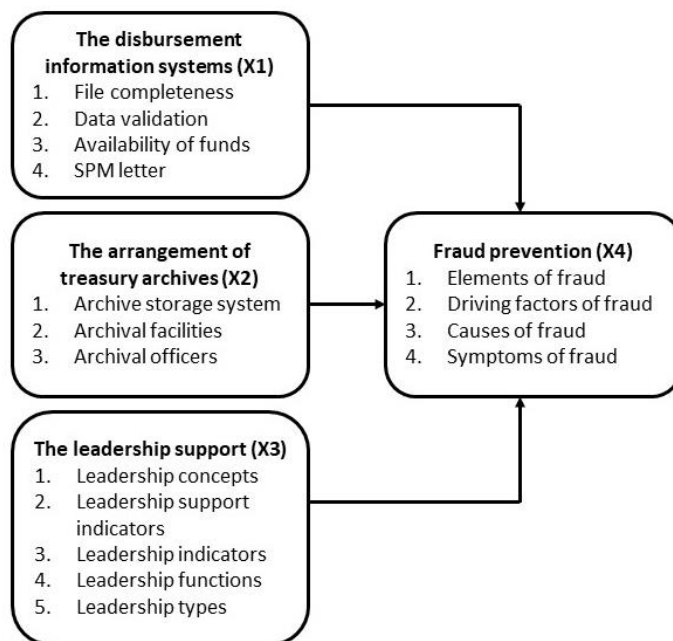 The disbursement
information systems (X1)
1. File completeness
2. Data validation
3. Availability of funds
4. SPM letter
The arrangement of
treasury archives (X2)
1. Archive storage system
2. Archival facilities
3. Archival officers
Fraud prevention (X4)
1. Elements of fraud
2. Driving factors of fraud
3. Causes of fraud
4. Symptoms of fraud
The leadership support (X3)
1. Leadership concepts
2. Leadership support
indicators
3. Leadership indicators
4. Leadership functions
5. Leadership types